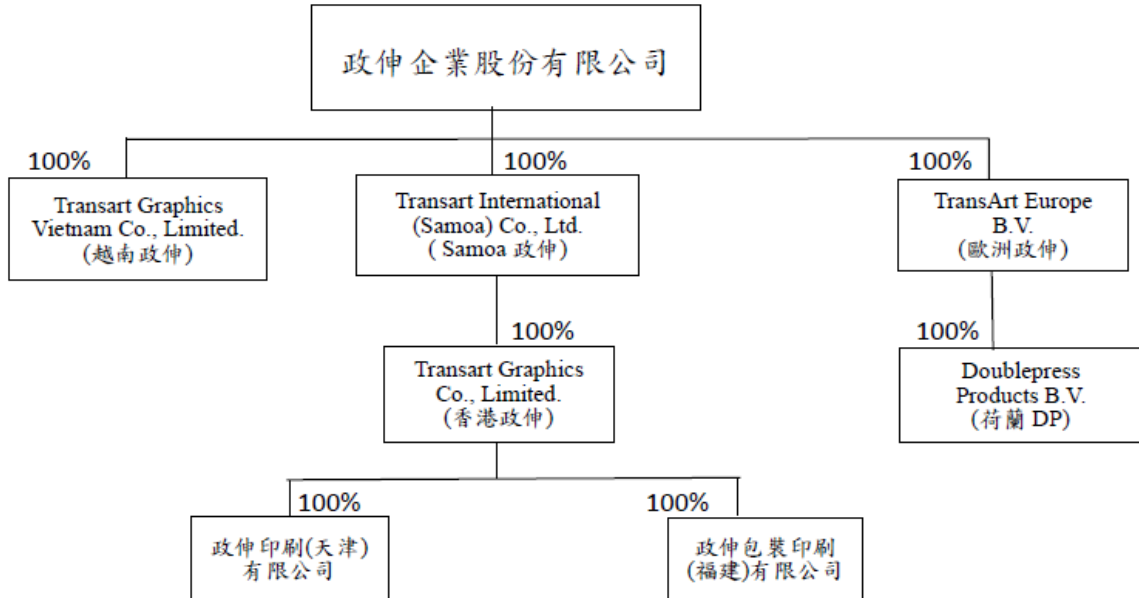 政伸企業股份有限公司
100%
100%
100%
Transart Graphics
Vietnam Co., Limited.
(越南政伸)
Transart International
(Samoa) Co., Ltd.
( Samoa 政伸)
TransArt Europe
B.V.
(歐洲政伸)
100%
100%
Transart Graphics
Co., Limited.
(香港政伸)
Doublepress
Products B.V.
(荷蘭 DP)
100%
100%
政伸印刷(天津)
有限公司
政伸包裝印刷
(福建)有限公司